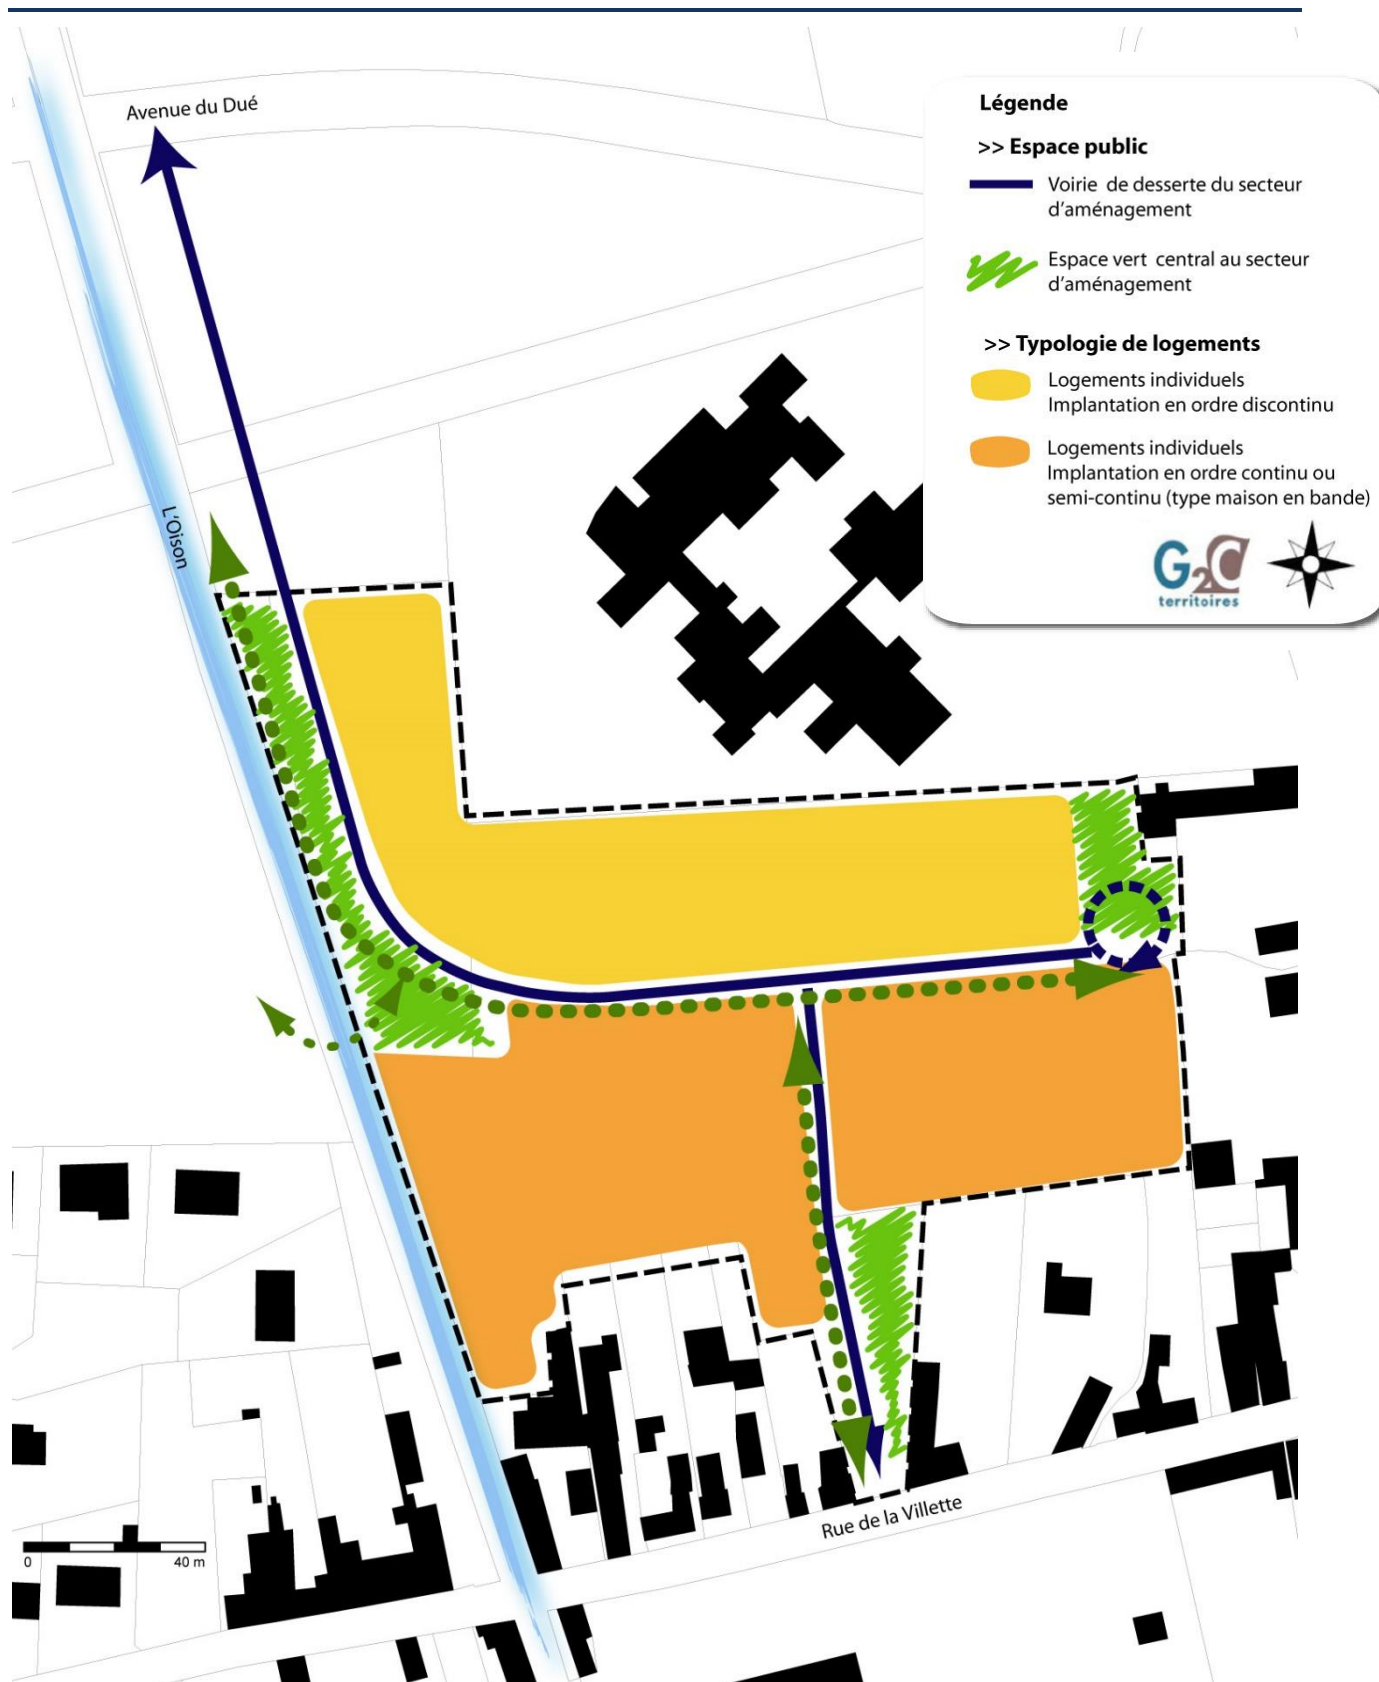 Avenue du Dué
Légende
>> Espace public
Voirie de desserte du secteur
d'aménagement
Espace vert central au secteur
d'aménagement
>> Typologie de logements
Logements individuels
Implantation en ordre discontinu
Logements individuels
Implantation en ordre continu ou
semi-continu (type maison en bande)
G2C
territoires
L'Oison
Rue de la Villette
0 40 m